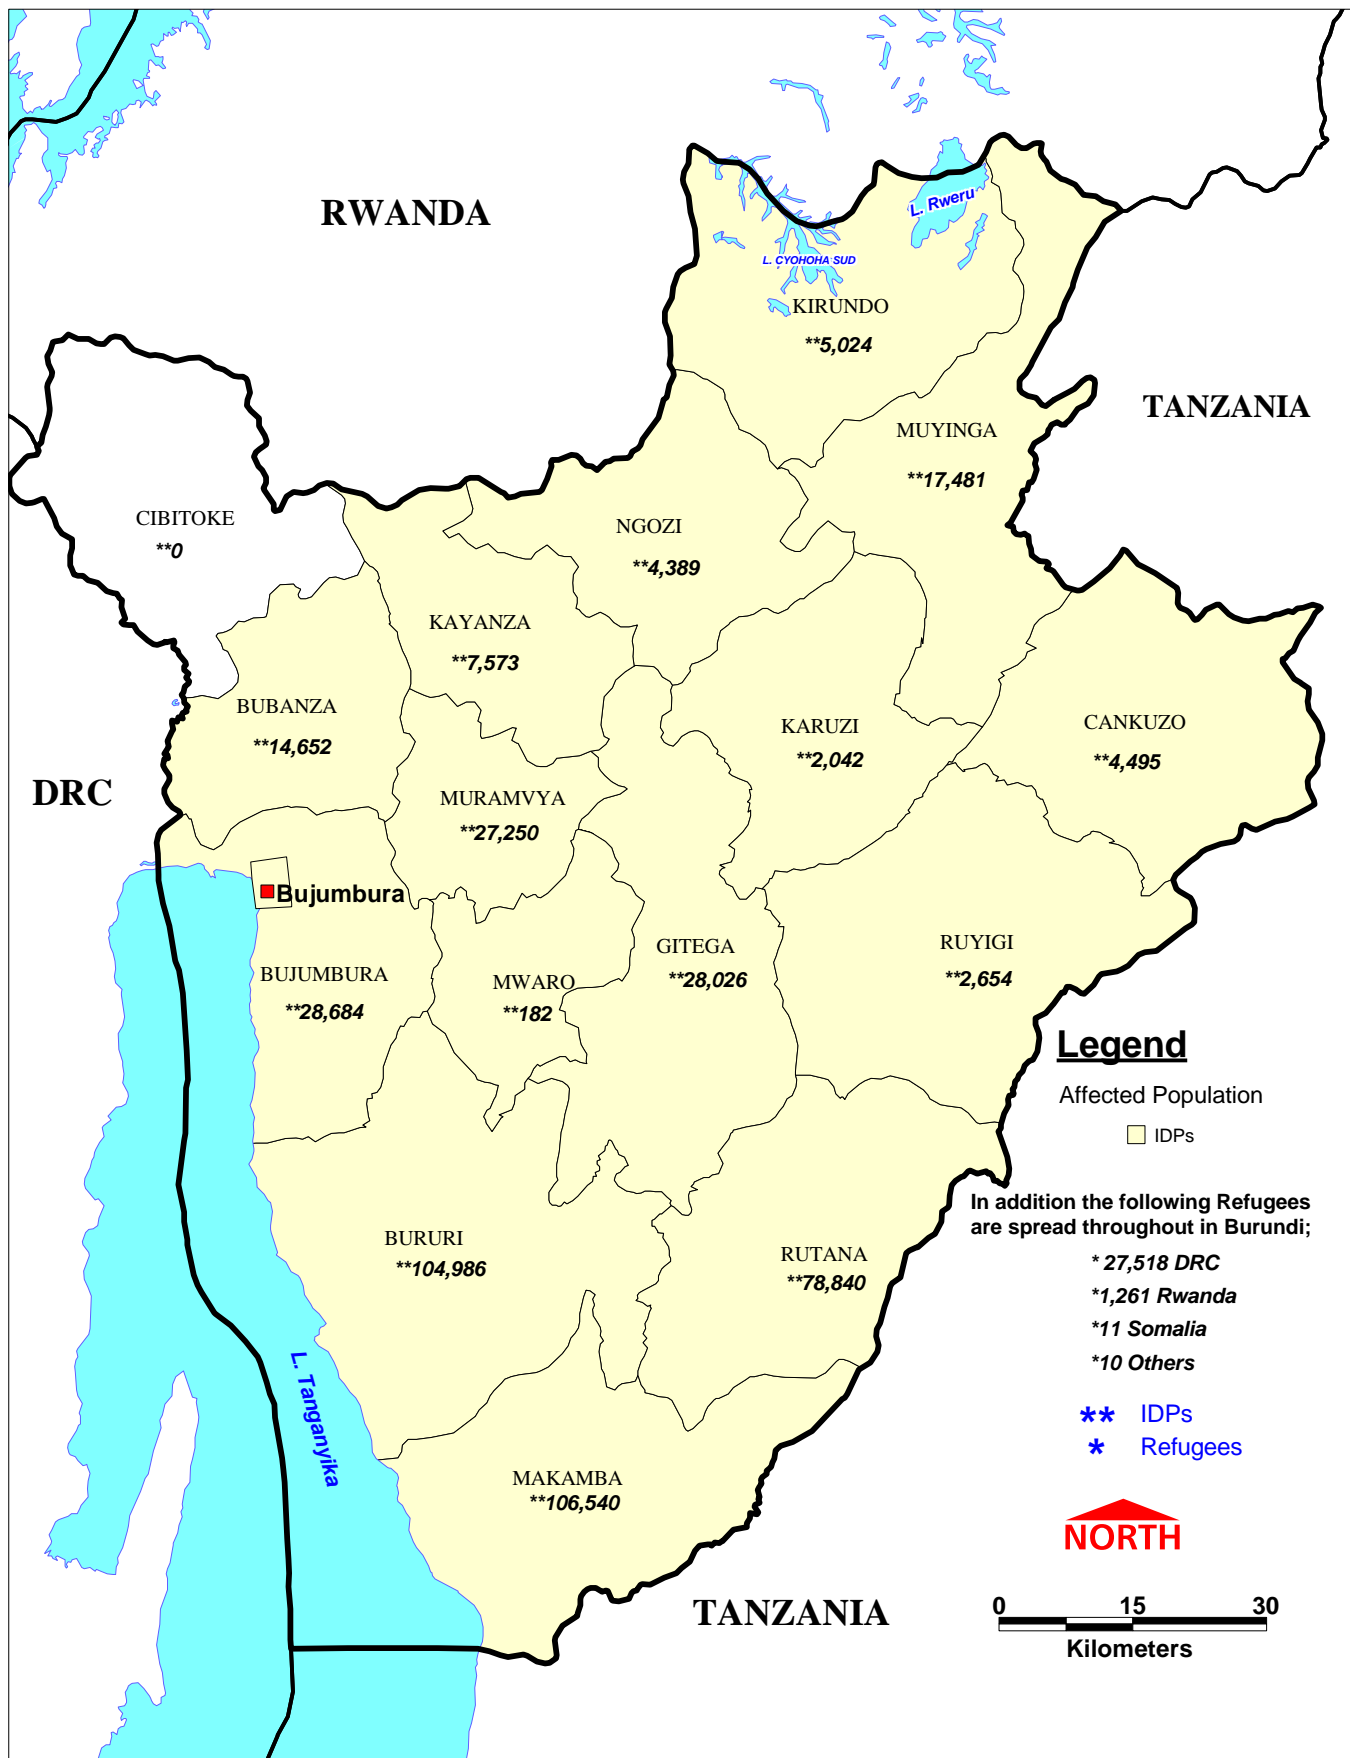 RWANDA
L. Rweru
L. CYOHOHA SUD
KIRUNDO
**5,024
TANZANIA
MUYINGA
**17,481
CIBITOKE
**0
NGOZI
**4,389
KAYANZA
**7,573
BUBANZA
**14,652
KARUZI
**2,042
CANKUZO
**4,495
DRC
MURAMVYA
**27,250
Bujumbura
GITEGA
**28,026
RUYIGI
**2,654
BUJUMBURA
**28,684
MWARO
**182
Legend
Affected Population
IDPs
In addition the following Refugees
are spread throughout in Burundi;
* 27,518 DRC
*1,261 Rwanda
*11 Somalia
*10 Others
** IDPs
* Refugees
BURURI
**104,986
RUTANA
**78,840
L. Tanganyika
MAKAMBA
**106,540
NORTH
TANZANIA
0 15 30
Kilometers